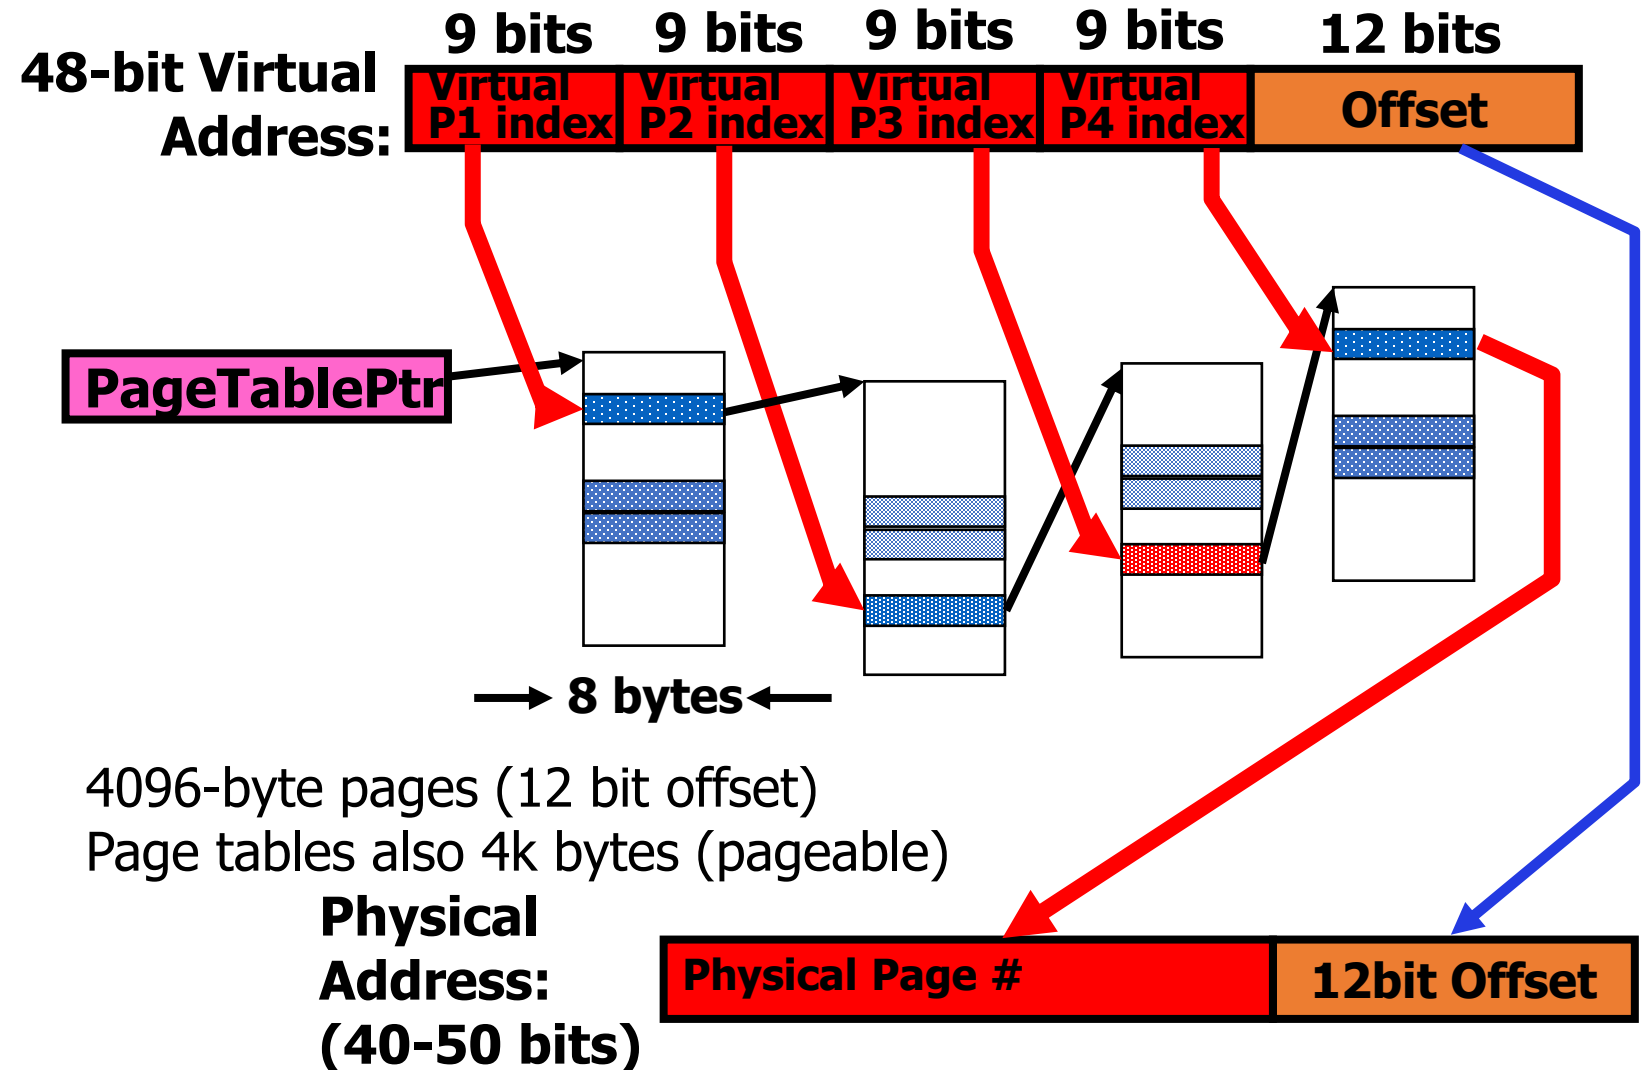 9 bits 9 bits 9 bits 9 bits 12 bits
48-bit Virtual
Address:
Virtual
P1 index
Virtual
P2 index
Virtual
P3 index
Virtual
P4 index
Offset
PageTablePtr
8 bytes
4096-byte pages (12 bit offset)
Page tables also 4k bytes (pageable)
Physical
Address:
(40-50 bits)
Physical Page #
12bit Offset